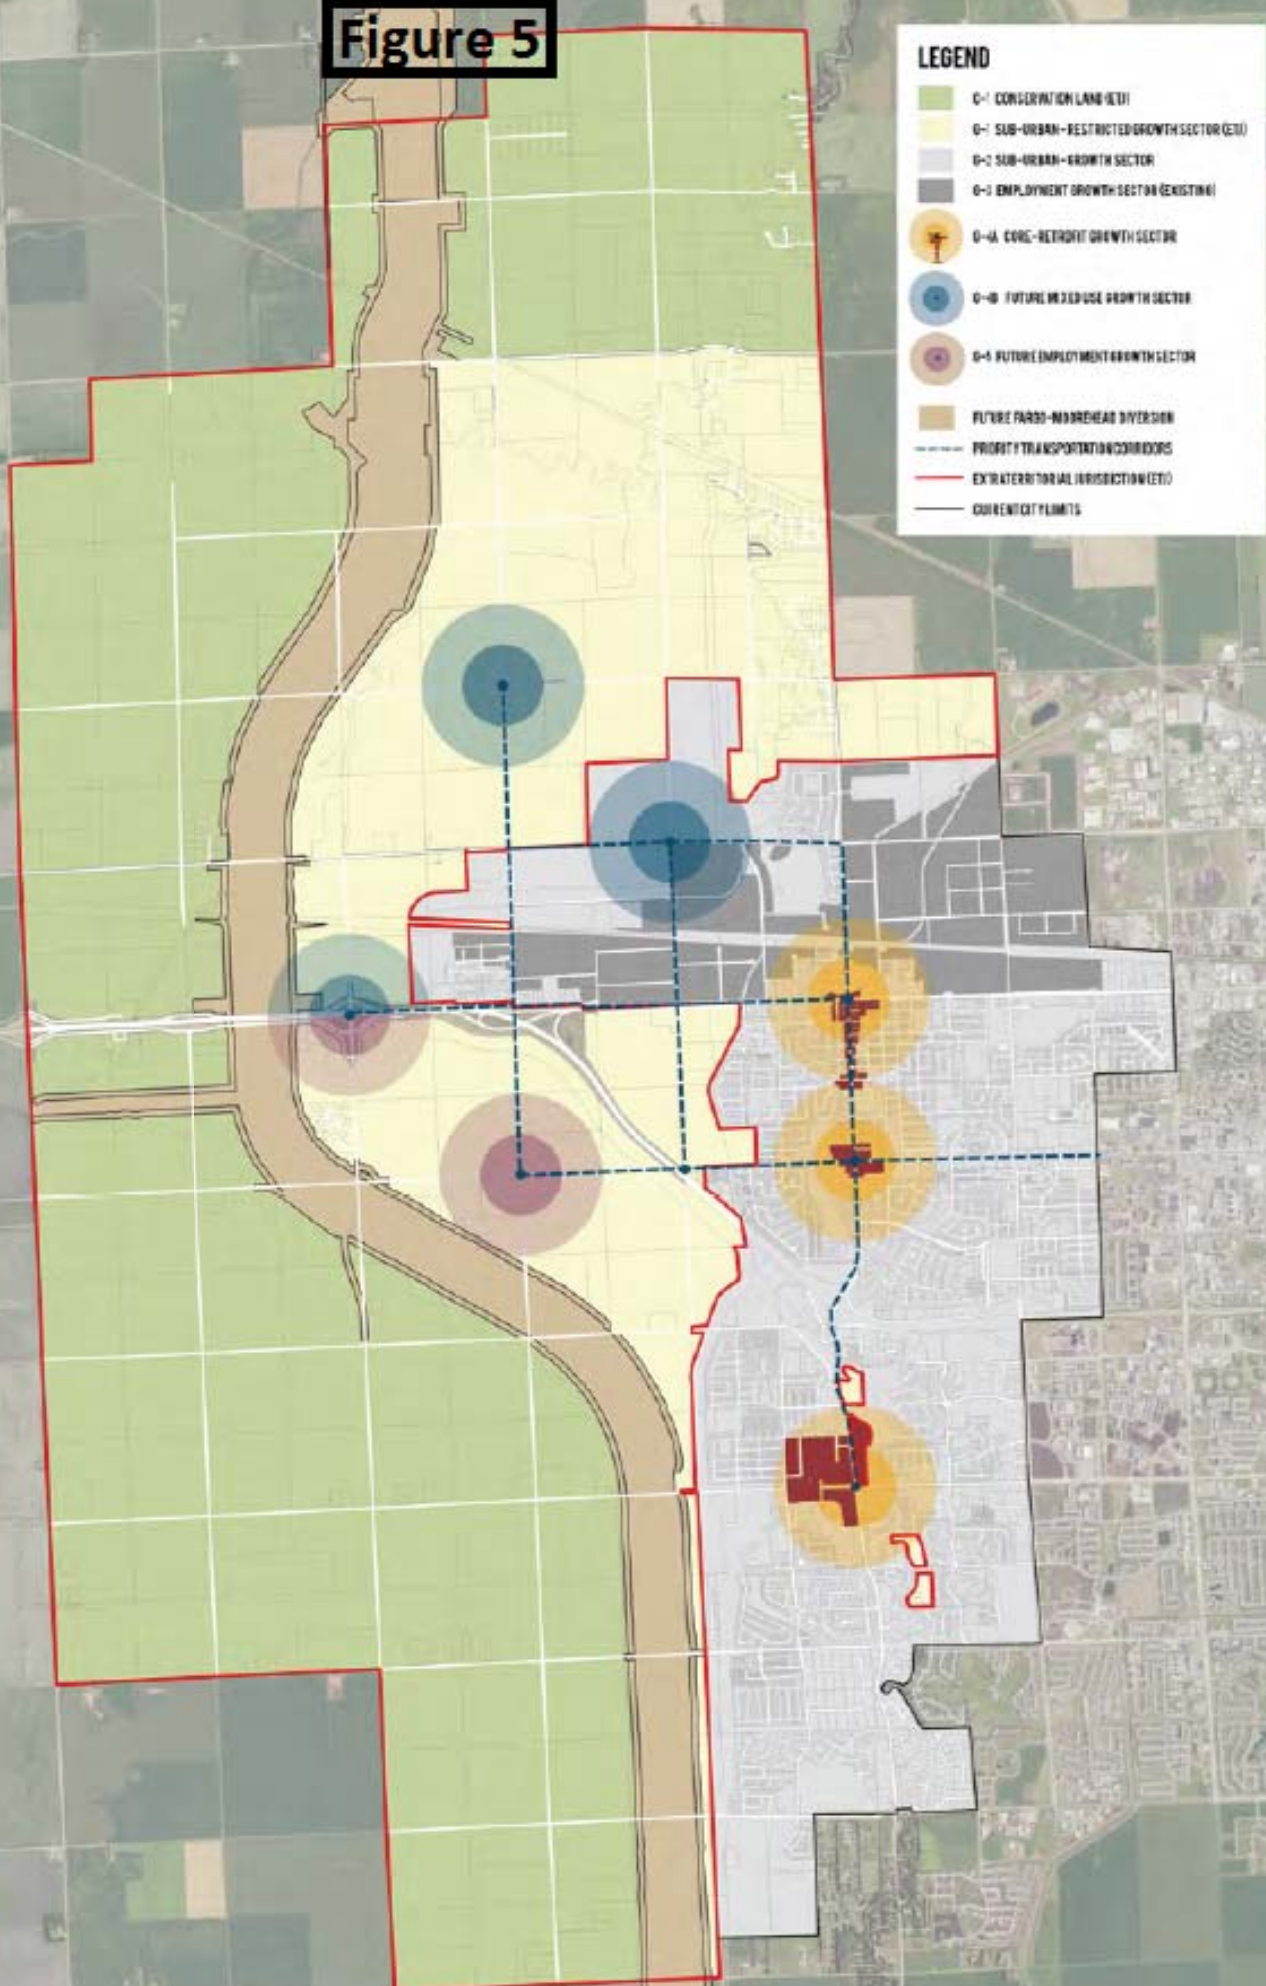 Figure 5
LEGEND
C-1 CONSERVATION LAND (ETJ)
G-1 SUB-URBAN-RESTRICTED GROWTH SECTOR (ETJ)
G-2 SUB-URBAN-GROWTH SECTOR
G-3 EMPLOYMENT GROWTH SECTOR (EXISTING)
G-4A CORE-RETROFIT GROWTH SECTOR
G-4B FUTURE MIXED USE GROWTH SECTOR
G-5 FUTURE EMPLOYMENT GROWTH SECTOR
FUTURE FARGO-MOOREHEAD DIVERSION
PRIORITY TRANSPORTATION CORRIDORS
EXTRATERRITORIAL JURISDICTION (ETJ)
CURRENT CITY LIMITS